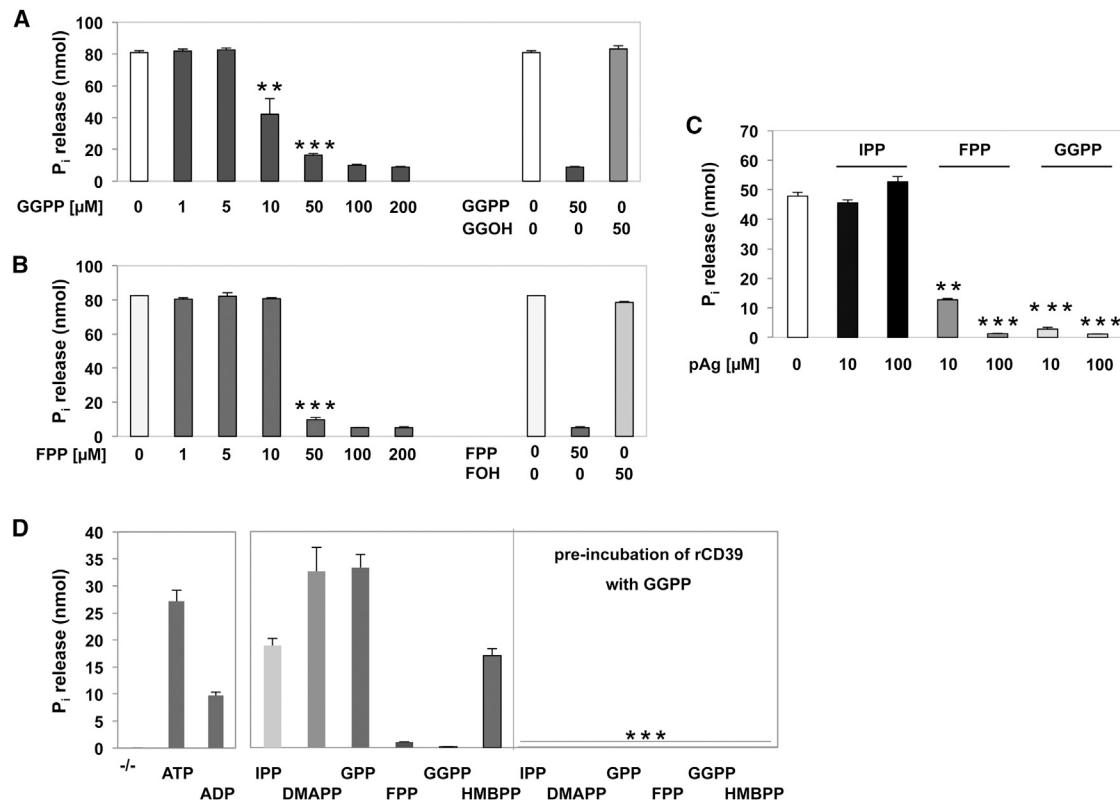 A
P_i release (nmol)
100
80
60
40
20
0
**
***
GGPP [µM] 0 1 5 10 50 100 200
GGPP 0 50 0
GGOH 0 0 50
B
P_i release (nmol)
100
80
60
40
20
0
***
FPP [µM] 0 1 5 10 50 100 200
FPP 0 50 0
FOH 0 0 50
C
P_i release (nmol)
70
60
50
40
30
20
10
0
IPP FPP GGPP
**
***
***
***
pAg [µM] 0 10 100 10 100 10 100
D
P_i release (nmol)
40
35
30
25
20
15
10
5
0
pre-incubation of rCD39
with GGPP
***
-/- ATP IPP GPP GGPP IPP GPP GGPP
ADP DMAPP FPP HMBPP DMAPP FPP HMBPP